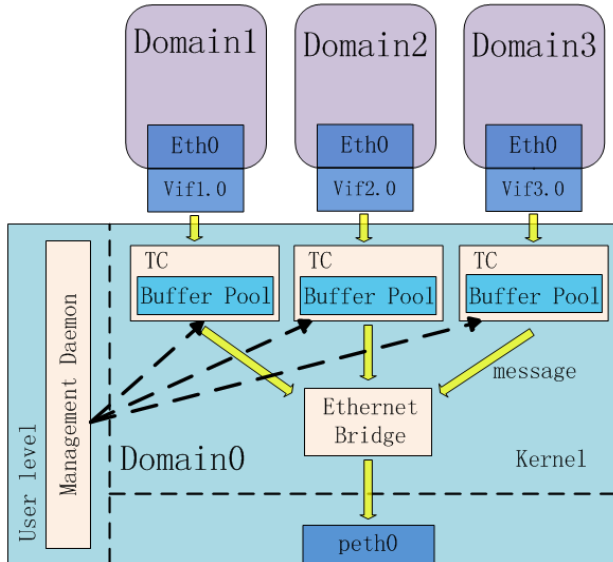 Domain1
Domain2
Domain3
Eth0
Eth0
Eth0
Vif1.0
Vif2.0
Vif3.0
TC
TC
TC
Buffer Pool
Buffer Pool
Buffer Pool
message
Ethernet
Bridge
Management Daemon
User level
Domain0
Kernel
peth0